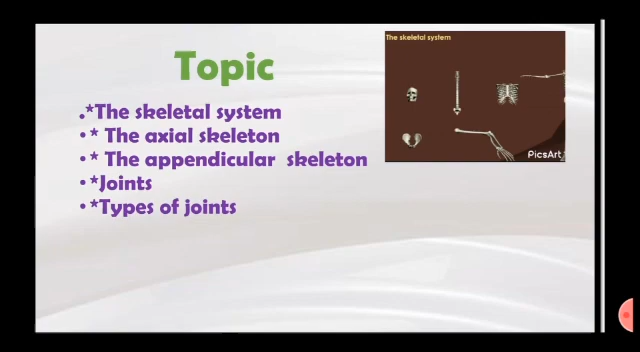 Topic
The skeletal system
.*The skeletal system
•* The axial skeleton
•* The appendicular skeleton
•*Joints
•*Types of joints
PicsArt